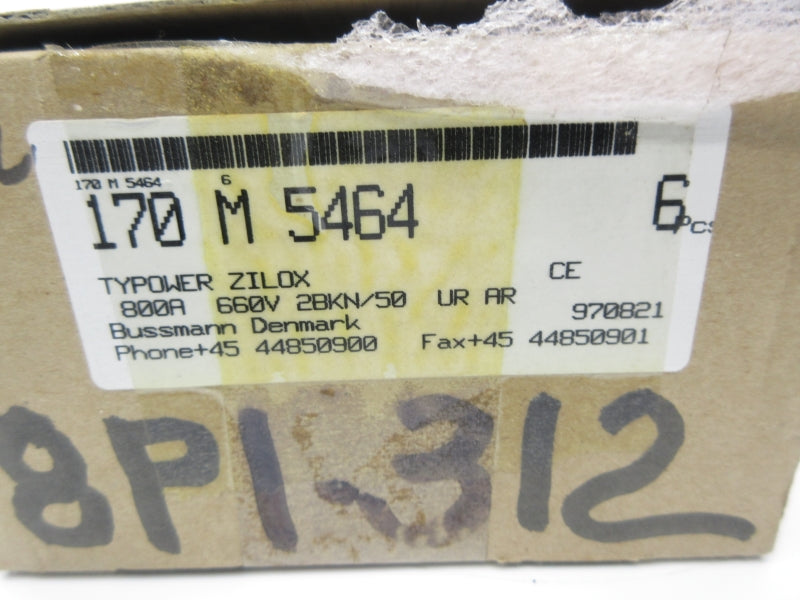 170 M 5464 6
170 M 5464 6 Pcs
TYPOWER ZILOX CE
800A 660V 2BKN/50 UR AR 970821
Bussmann Denmark
Phone+45 44850900 Fax+45 44850901
8P1-312